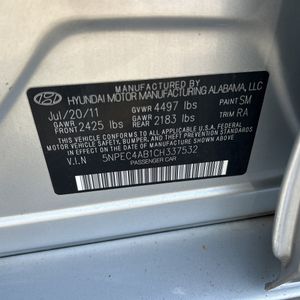 MANUFACTURED BY
HYUNDAI MOTOR MANUFACTURING ALABAMA, LLC
Jul/20/11 GVWR 4497 lbs PAINT SM
GAWR FRONT 2425 lbs GAWR REAR 2183 lbs TRIM RA
THIS VEHICLE CONFORMS TO ALL APPLICABLE
U.S. FEDERAL MOTOR VEHICLE SAFETY, BUMPER,
AND THEFT PREVENTION STANDARDS IN EFFECT ON
THE DATE OF MANUFACTURE SHOWN ABOVE.
V.I.N 5NPEC4AB1CH337532
PASSENGER CAR